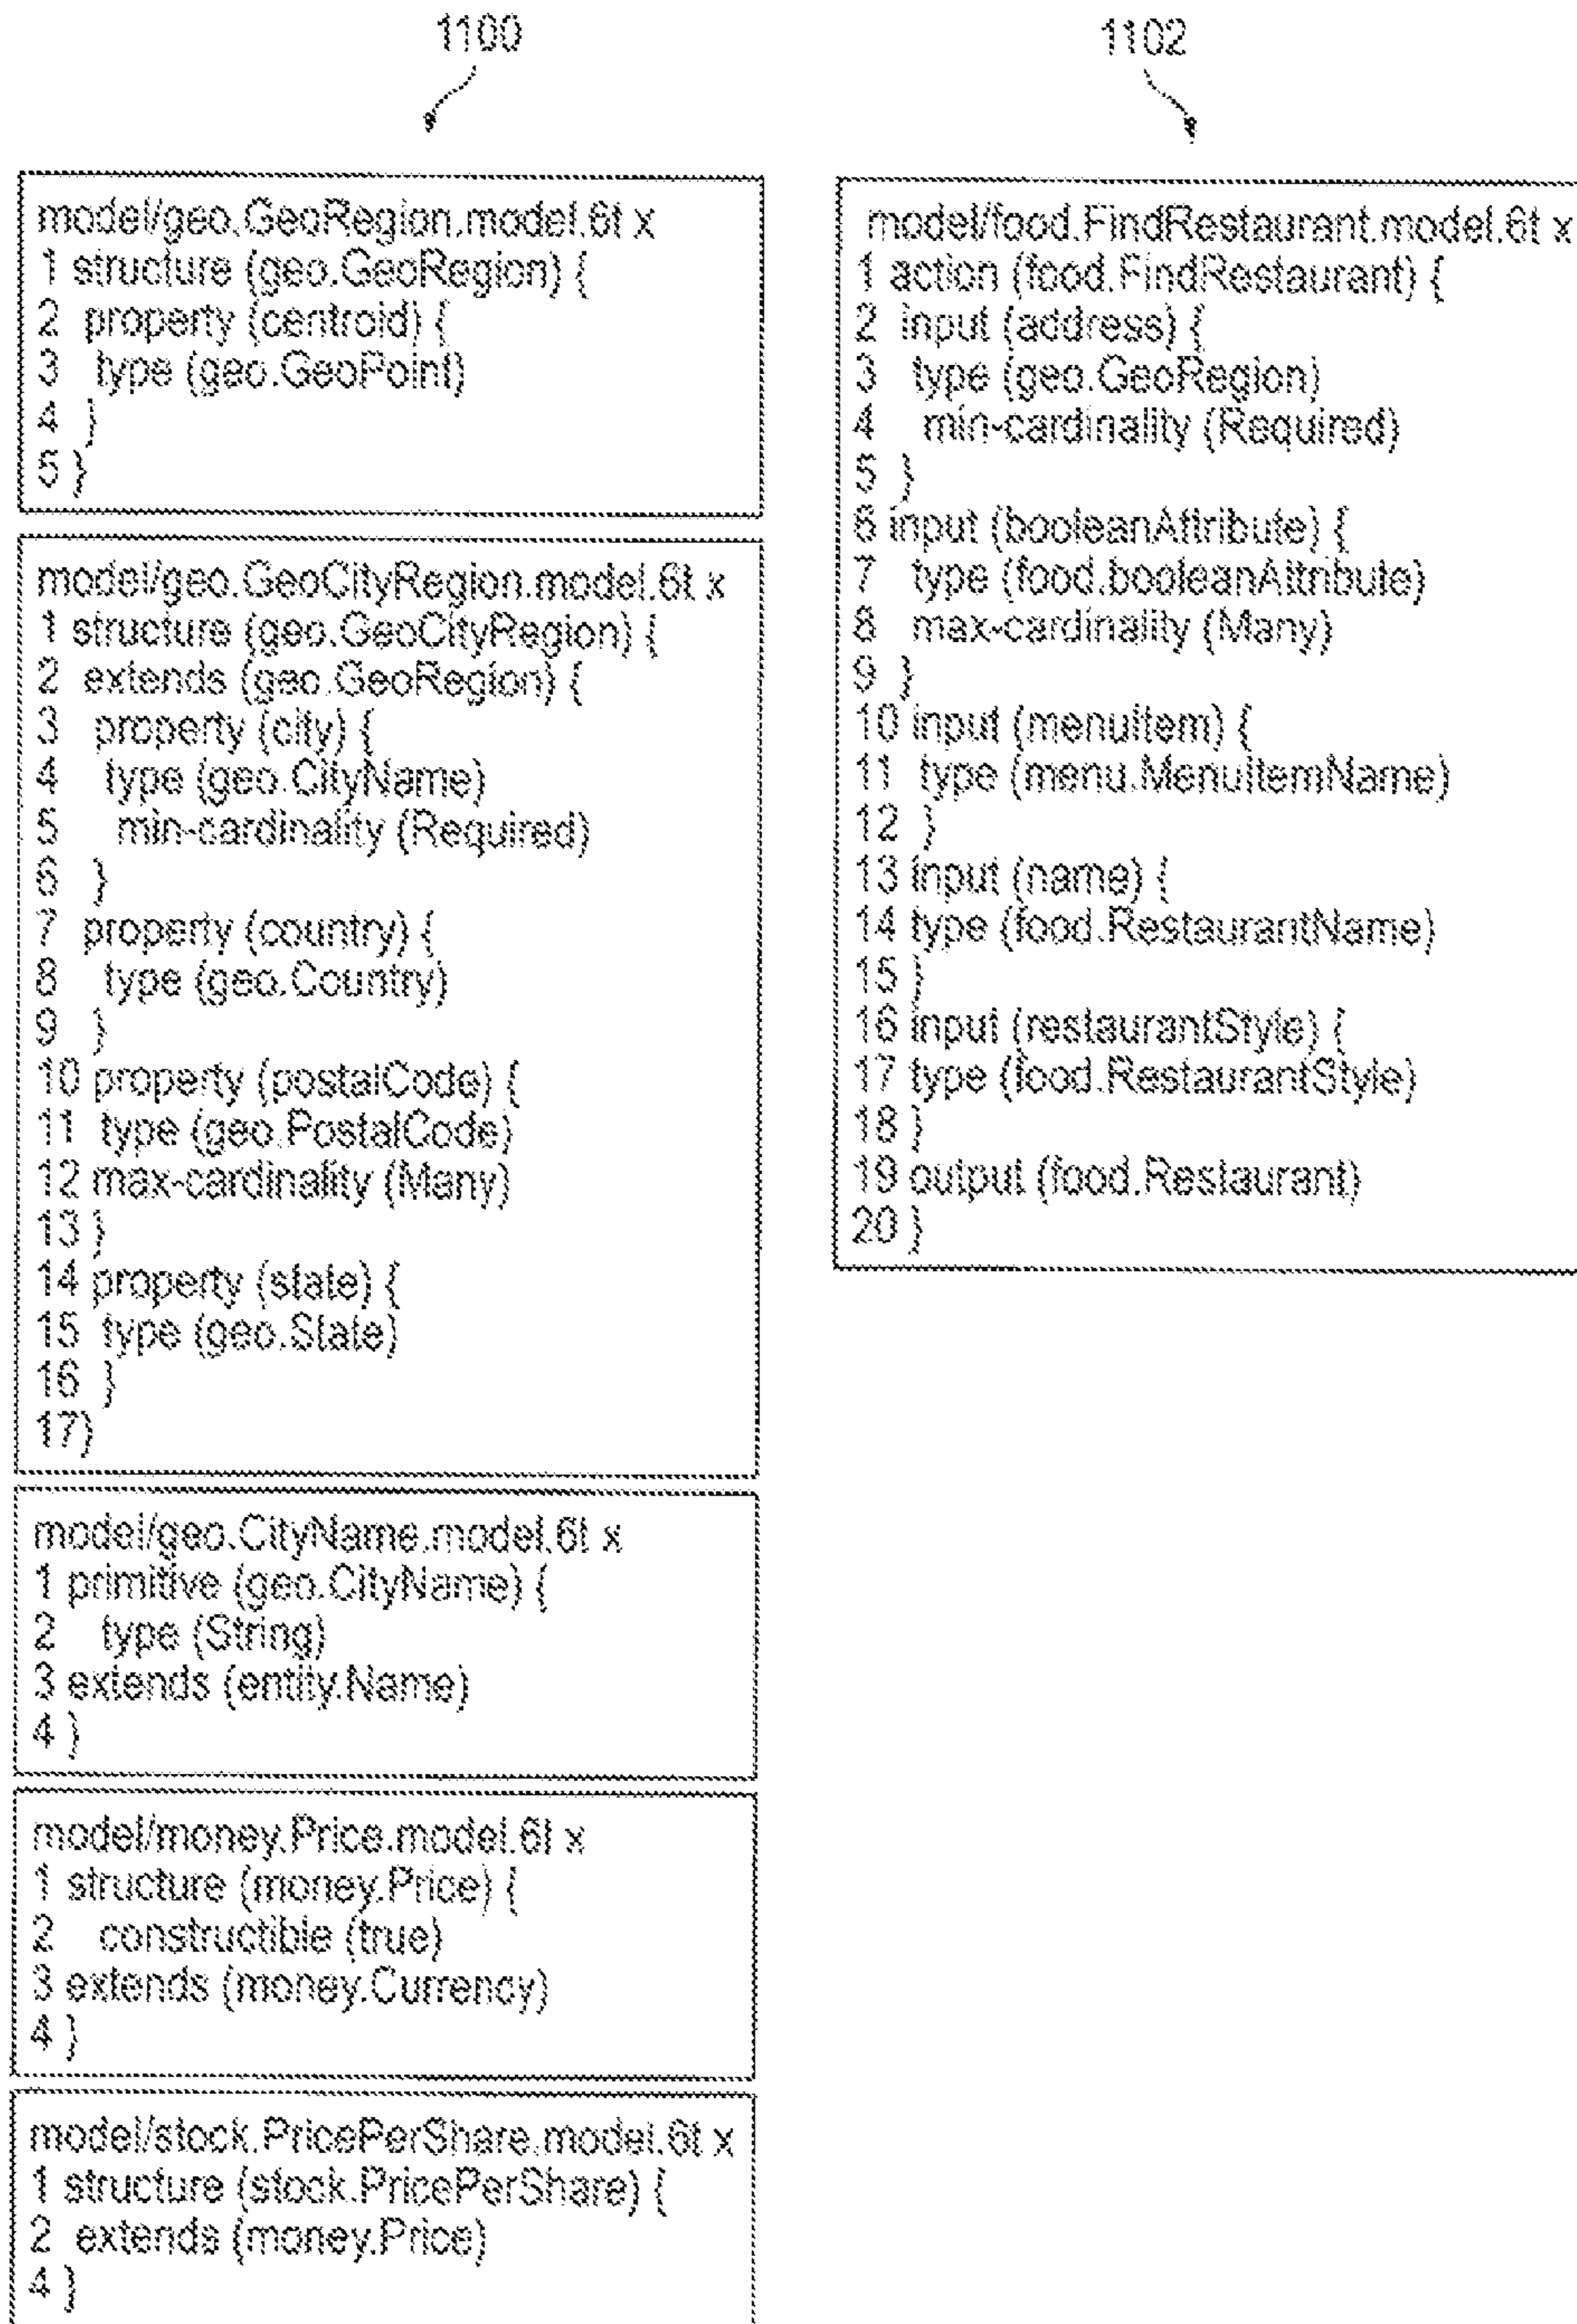 1100
model/geo.GeoRegion.model.6t x
1 structure (geo.GeoRegion) {
2 property (centroid) {
3 type (geo.GeoPoint)
4 }
5 }
model/geo.GeoCityRegion.model.6t x
1 structure (geo.GeoCityRegion) {
2 extends (geo.GeoRegion) {
3 property (city) {
4 type (geo.CityName)
5 min-cardinality (Required)
6 }
7 property (country) {
8 type (geo.Country)
9 }
10 property (postalCode) {
11 type (geo.PostalCode)
12 max-cardinality (Many)
13 }
14 property (state) {
15 type (geo.State)
16 }
17}
model/geo.CityName.model.6t x
1 primitive (geo.CityName) {
2 type (String)
3 extends (entity.Name)
4 }
model/money.Price.model.6t x
1 structure (money.Price) {
2 constructible (true)
3 extends (money.Currency)
4 }
model/stock.PricePerShare.model.6t x
1 structure (stock.PricePerShare) {
2 extends (money.Price)
4 }
1102
model/food.FindRestaurant.model.6t x
1 action (food.FindRestaurant) {
2 input (address) {
3 type (geo.GeoRegion)
4 min-cardinality (Required)
5 }
6 input (booleanAttribute) {
7 type (food.booleanAttribute)
8 max-cardinality (Many)
9 }
10 input (menuItem) {
11 type (menu.MenuItemName)
12 }
13 input (name) {
14 type (food.RestaurantName)
15 }
16 input (restaurantStyle) {
17 type (food.RestaurantStyle)
18 }
19 output (food.Restaurant)
20 }